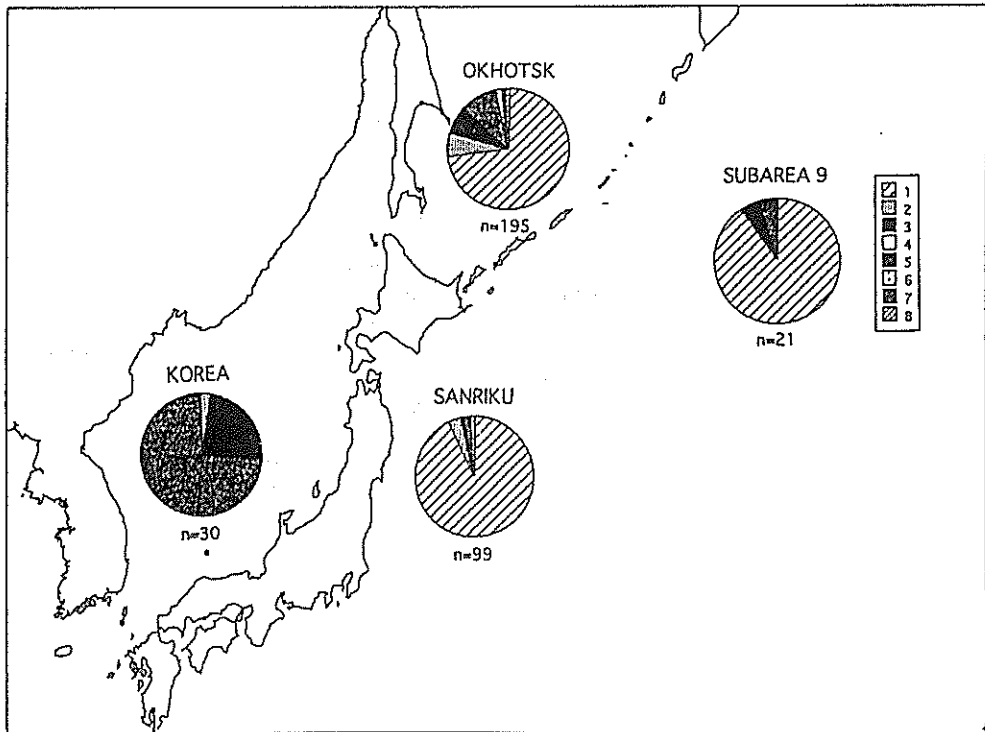 OKHOTSK
n=195
SUBAREA 9
n=21
1
2
3
4
5
6
7
8
KOREA
n=30
SANRIKU
n=99